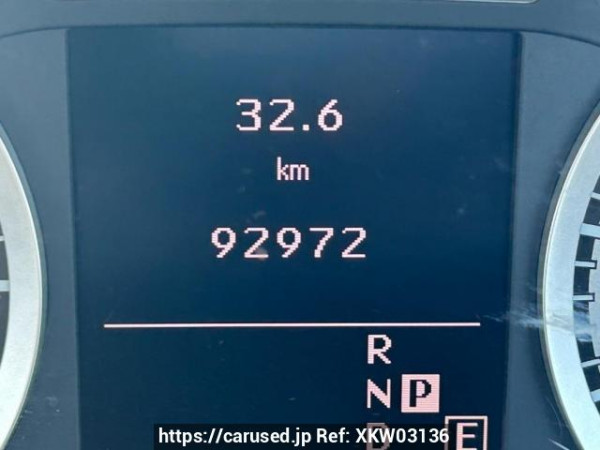 32.6
km
92972
R
N P
D E
https://carused.jp Ref: XKW03136